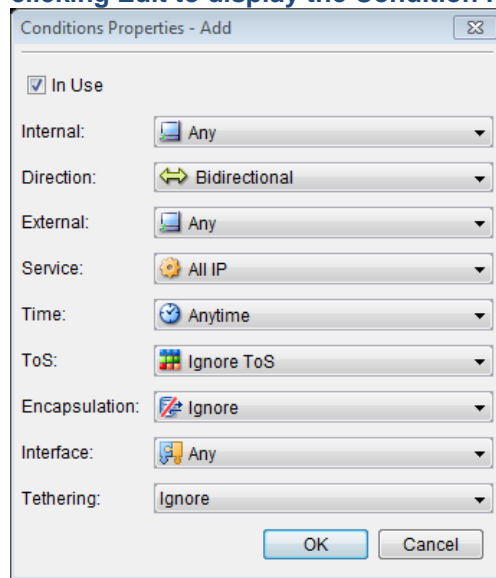 clicking Edit to display the Condition
Conditions Properties - Add
In Use
Internal: Any
Direction: Bidirectional
External: Any
Service: All IP
Time: Anytime
ToS: Ignore ToS
Encapsulation: Ignore
Interface: Any
Tethering: Ignore
OK Cancel